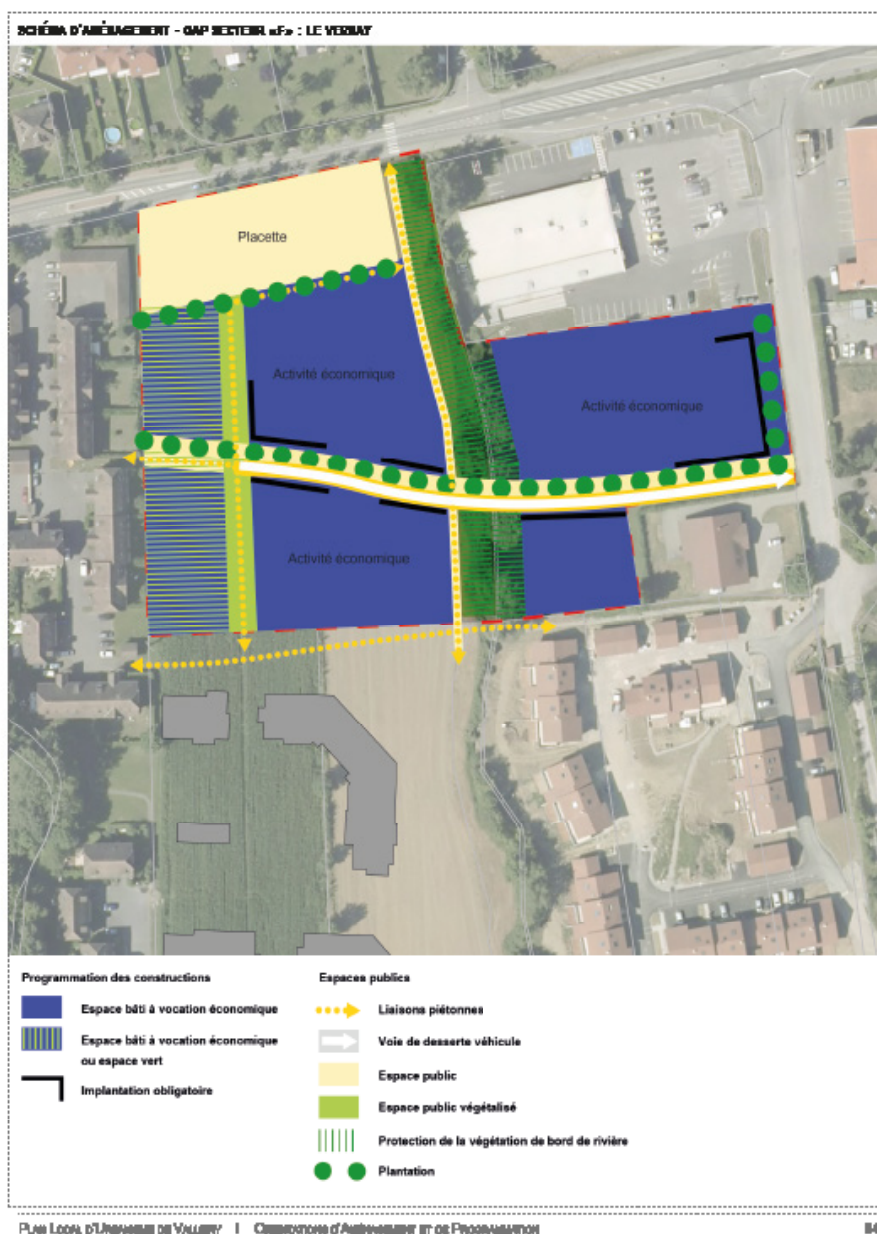 SCHÉMA D'AMÉNAGEMENT - OAP SECTEUR «F» : LE VERNAY
Placette
Activité économique
Activité économique
Activité économique
Programmation des constructions
Espace bâti à vocation économique
Espace bâti à vocation économique
ou espace vert
Implantation obligatoire
Espaces publics
Liaisons piétonnes
Voie de desserte véhicule
Espace public
Espace public végétalisé
Protection de la végétation de bord de rivière
Plantation
PLAN LOCAL D'URBANISME DE VALLEIRY | ORIENTATIONS D'AMÉNAGEMENT ET DE PROGRAMMATION